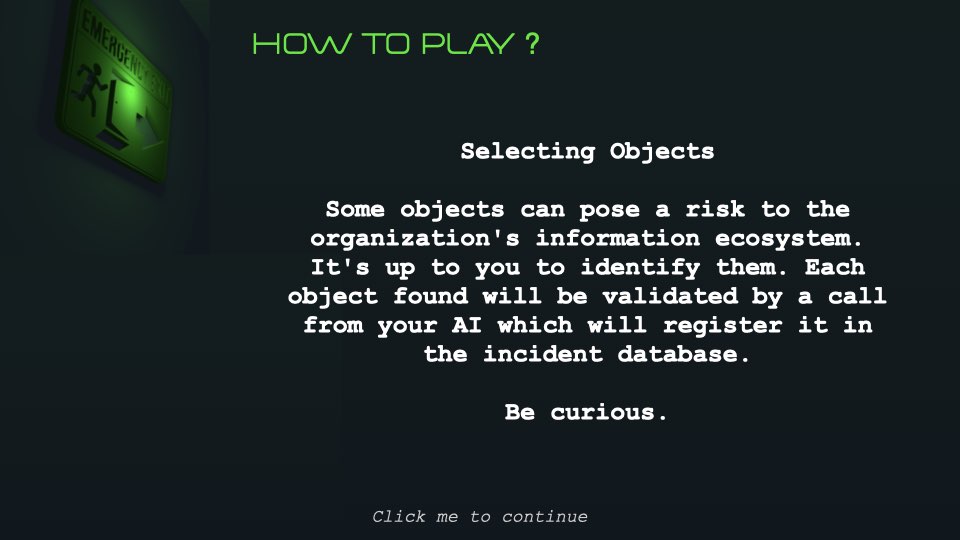 EMERGENCY EXIT
HOW TO PLAY ?
Selecting Objects
Some objects can pose a risk to the
organization's information ecosystem.
It's up to you to identify them. Each
object found will be validated by a call
from your AI which will register it in
the incident database.
Be curious.
Click me to continue